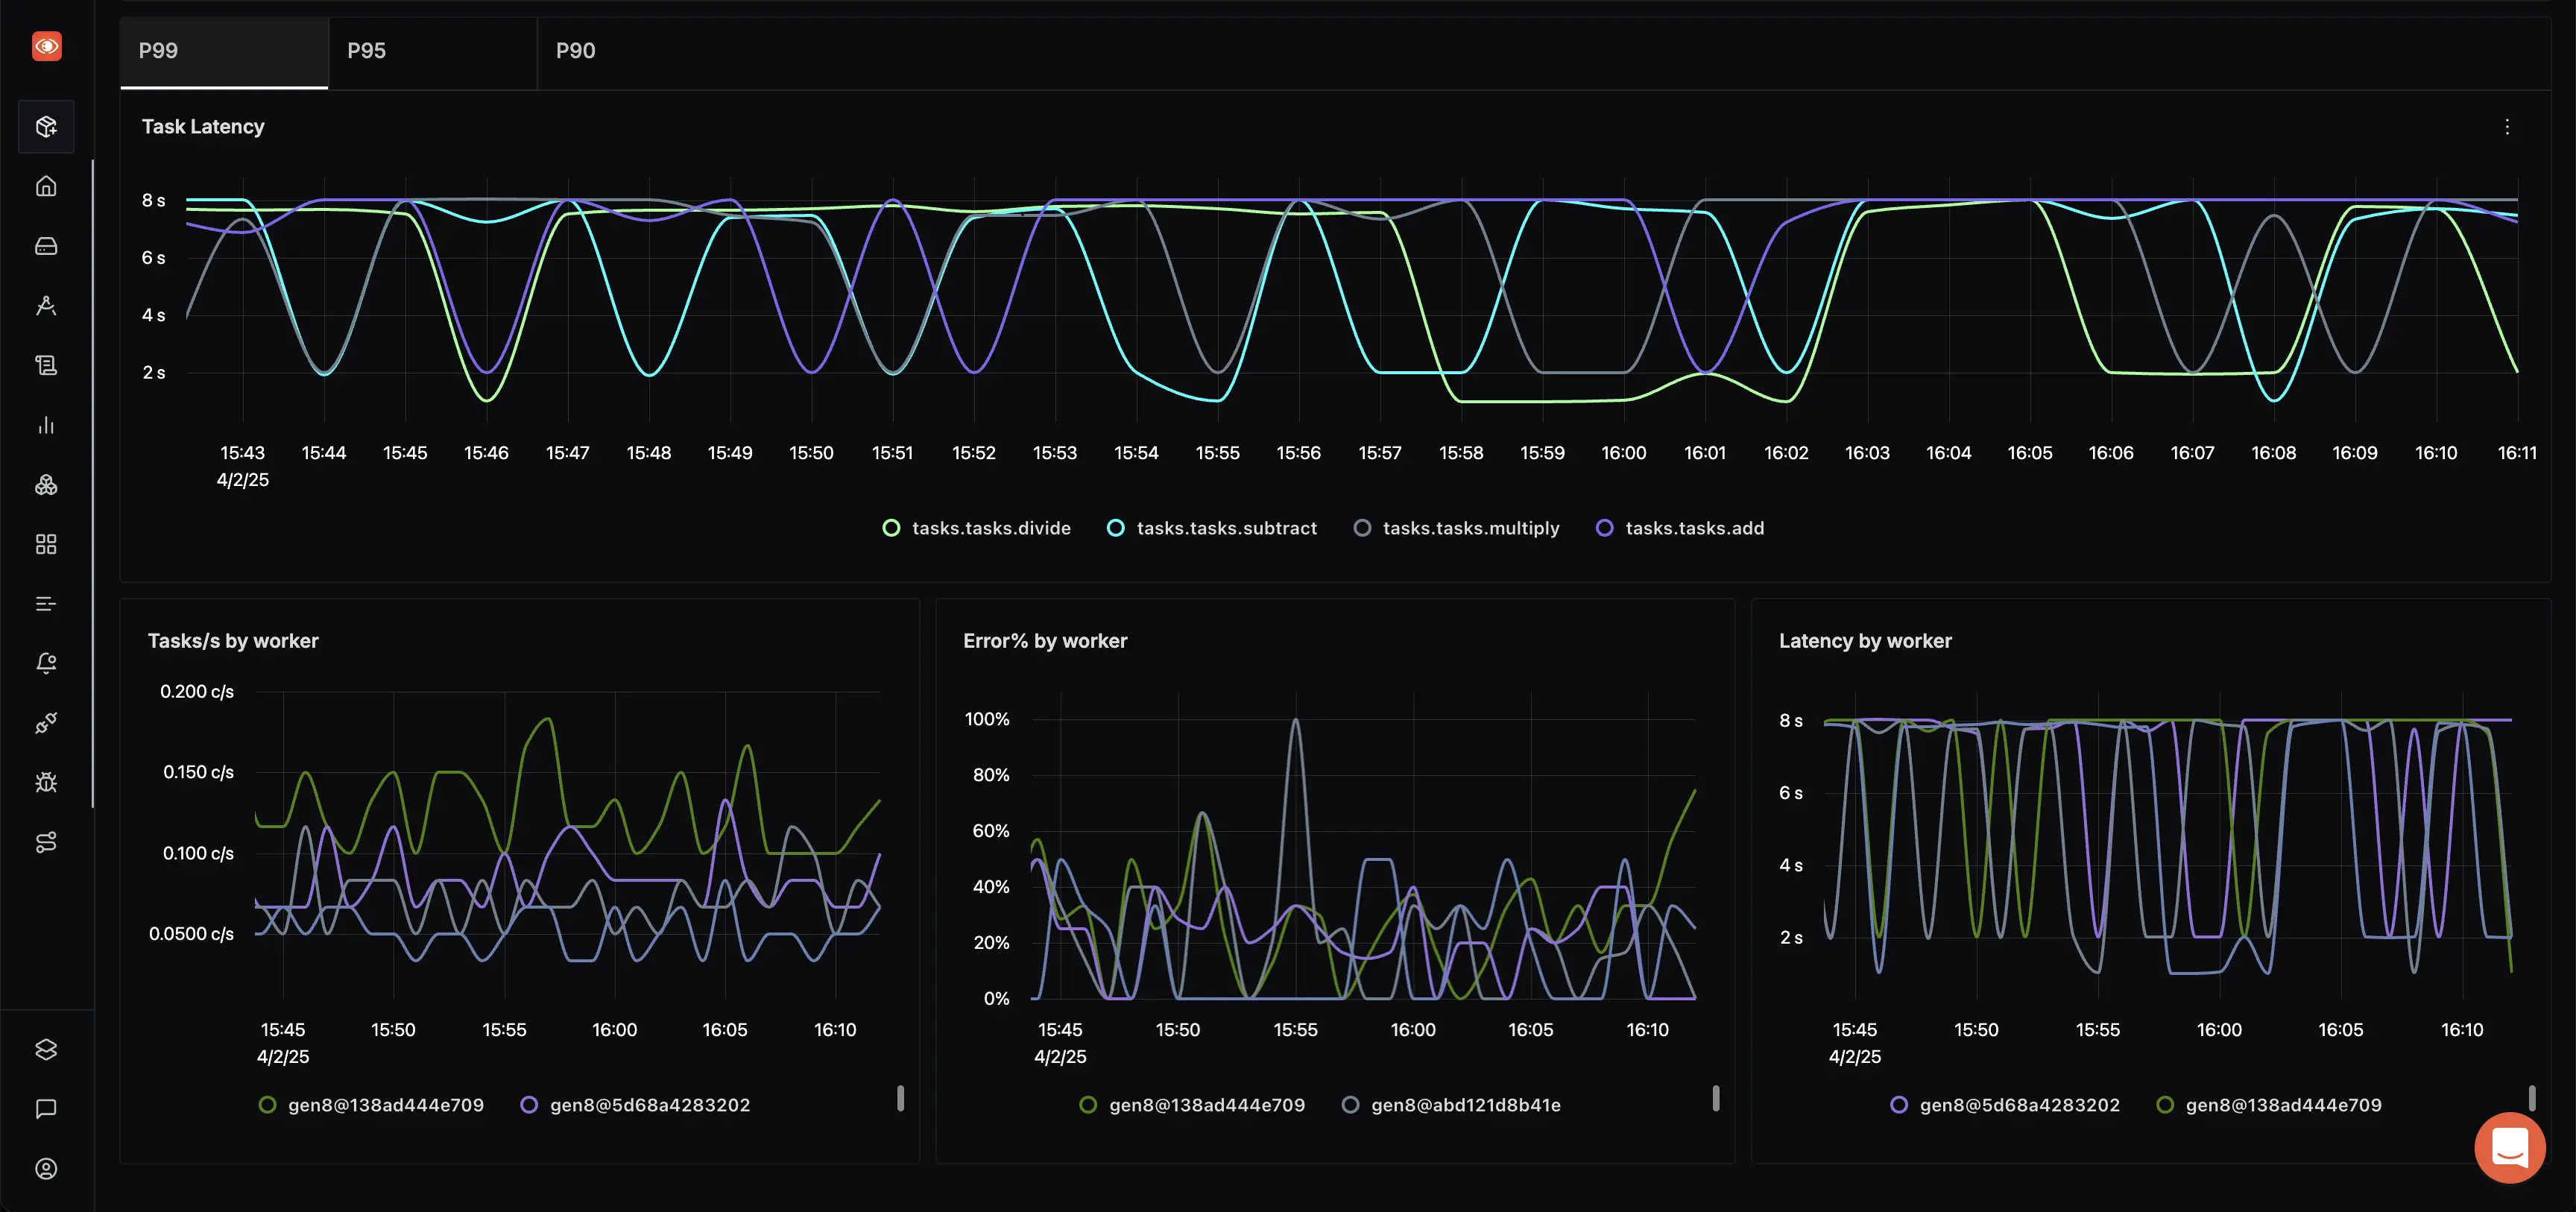 P99 P95 P90
Task Latency
8 s
6 s
4 s
2 s
15:43 15:44 15:45 15:46 15:47 15:48 15:49 15:50 15:51 15:52 15:53 15:54 15:55 15:56 15:57 15:58 15:59 16:00 16:01 16:02 16:03 16:04 16:05 16:06 16:07 16:08 16:09 16:10 16:11
4/2/25
tasks.tasks.divide tasks.tasks.subtract tasks.tasks.multiply tasks.tasks.add
Tasks/s by worker
0.200 c/s
0.150 c/s
0.100 c/s
0.0500 c/s
15:45 15:50 15:55 16:00 16:05 16:10
4/2/25
gen8@138ad444e709 gen8@5d68a4283202
Error% by worker
100%
80%
60%
40%
20%
0%
15:45 15:50 15:55 16:00 16:05 16:10
4/2/25
gen8@138ad444e709 gen8@abd121d8b41e
Latency by worker
8 s
6 s
4 s
2 s
15:45 15:50 15:55 16:00 16:05 16:10
4/2/25
gen8@5d68a4283202 gen8@138ad444e709